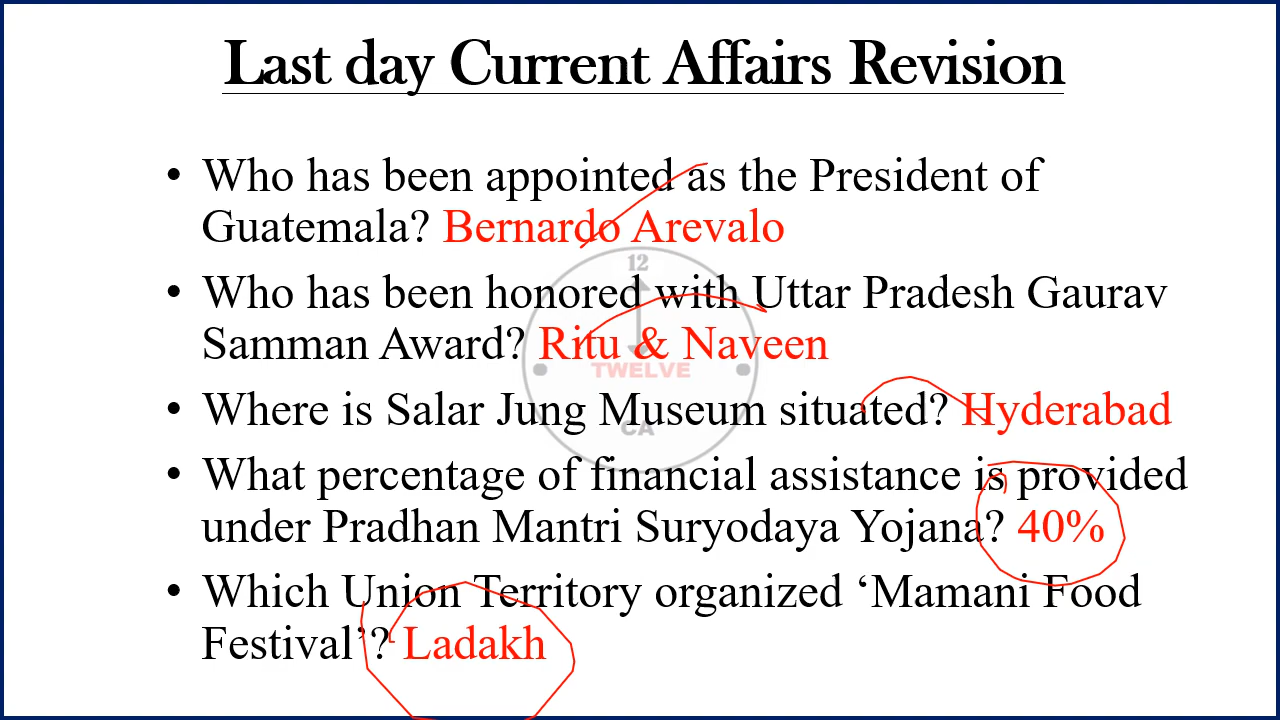 Last day Current Affairs Revision
• Who has been appointed as the President of
Guatemala? Bernardo Arevalo
• Who has been honored with Uttar Pradesh Gaurav
Samman Award? Ritu & Naveen
• Where is Salar Jung Museum situated? Hyderabad
• What percentage of financial assistance is provided
under Pradhan Mantri Suryodaya Yojana? 40%
• Which Union Territory organized ‘Mamani Food
Festival’? Ladakh
12
TWELVE
CA